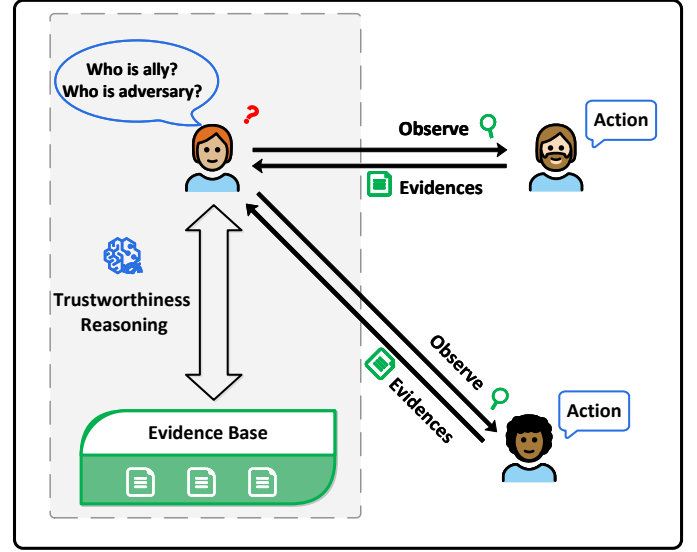 Who is ally?
Who is adversary?
?
Observe
Action
Evidences
Trustworthiness
Reasoning
Observe
Evidences
Action
Evidence Base